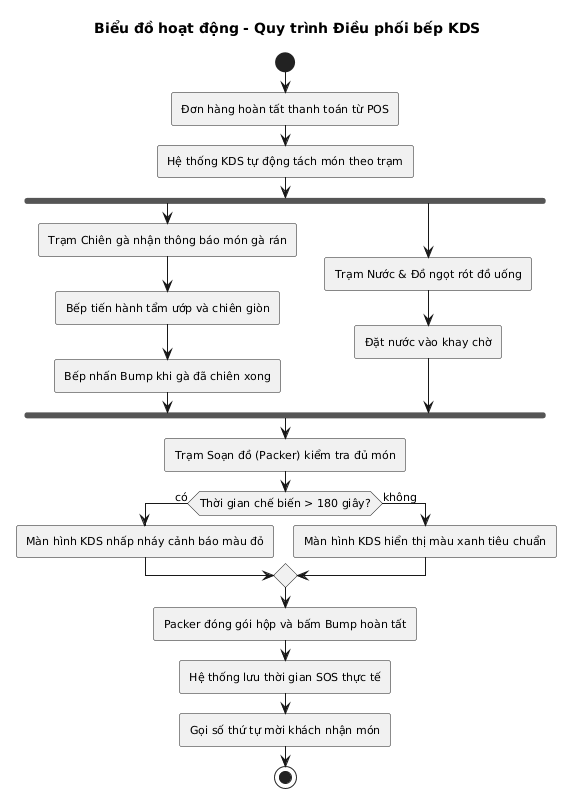 Biểu đồ hoạt động - Quy trình Điều phối bếp KDS
Đơn hàng hoàn tất thanh toán từ POS
Hệ thống KDS tự động tách món theo trạm
Trạm Chiên gà nhận thông báo món gà rán
Trạm Nước & Đồ ngọt rót đồ uống
Bếp tiến hành tẩm ướp và chiên giòn
Đặt nước vào khay chờ
Bếp nhấn Bump khi gà đã chiên xong
Trạm Soạn đồ (Packer) kiểm tra đủ món
có
Thời gian chế biến > 180 giây?
không
Màn hình KDS nhấp nháy cảnh báo màu đỏ
Màn hình KDS hiển thị màu xanh tiêu chuẩn
Packer đóng gói hộp và bấm Bump hoàn tất
Hệ thống lưu thời gian SOS thực tế
Gọi số thứ tự mời khách nhận món